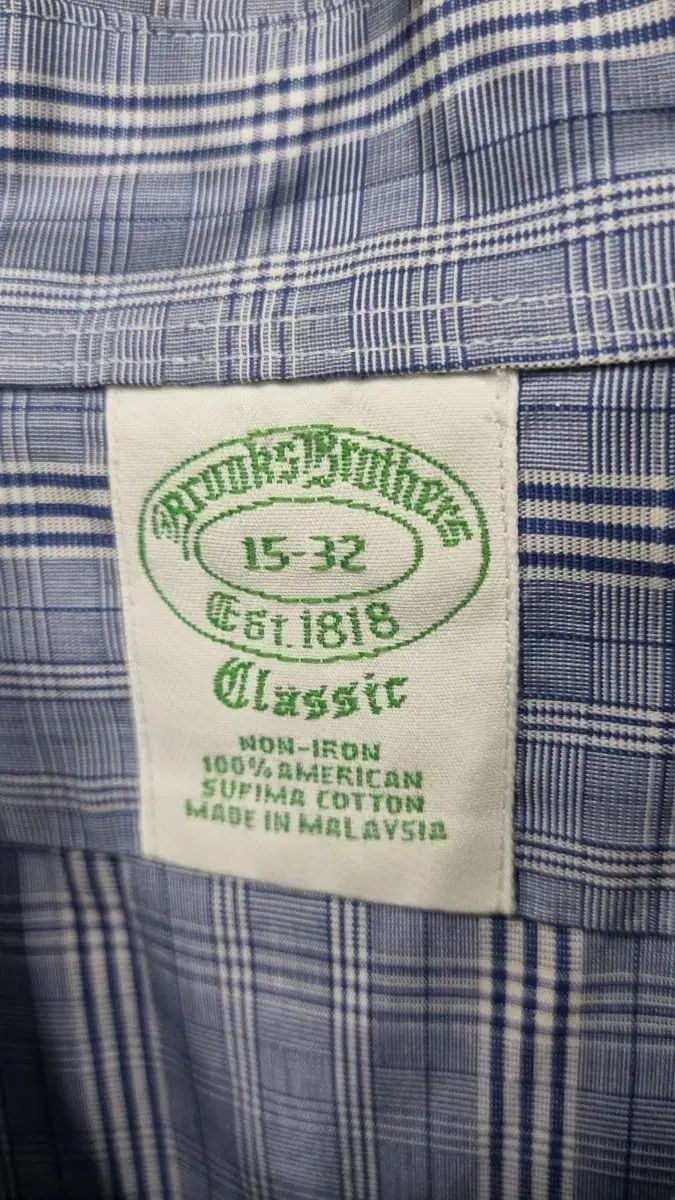 Brooks Brothers
15-32
Est. 1818
Classic
NON-IRON
100% AMERICAN
SUPIMA COTTON
MADE IN MALAYSIA